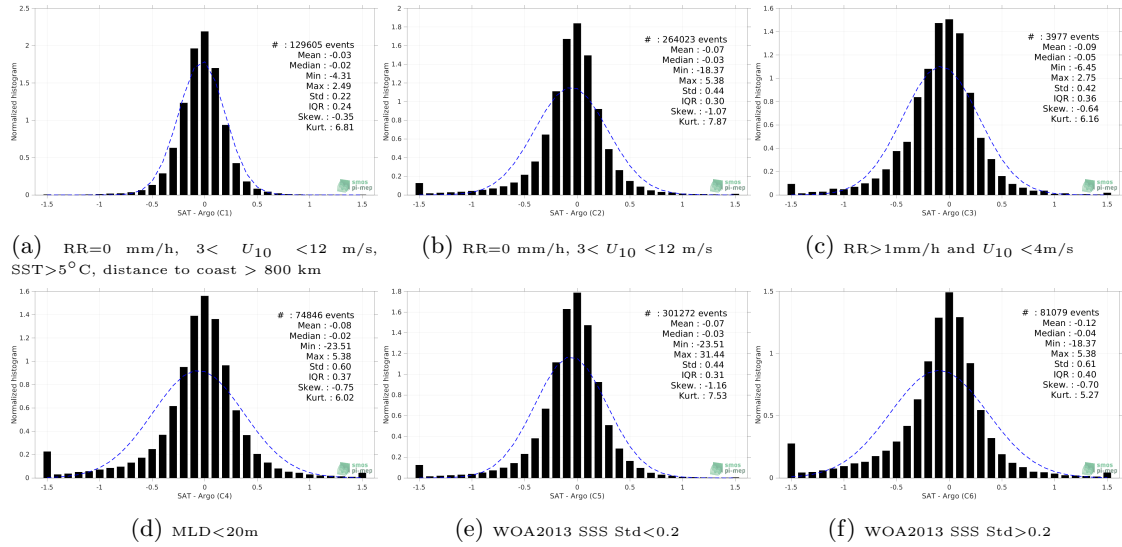 Normalized histogram
2.5
2
1.5
1
0.5
0
-1.5 -1 -0.5 0 0.5 1 1.5
# : 129605 events
Mean : -0.03
Median : -0.02
Min : -4.31
Max : 2.49
Std : 0.22
IQR : 0.24
Skew. : -0.35
Kurt. : 6.81
smos
pi-mep
SAT - Argo (C1)
(a) RR=0 mm/h, 3< U10 <12 m/s,
SST>5°C, distance to coast > 800 km
Normalized histogram
2
1.8
1.6
1.4
1.2
1
0.8
0.6
0.4
0.2
0
-1.5 -1 -0.5 0 0.5 1 1.5
# : 264023 events
Mean : -0.07
Median : -0.03
Min : -18.37
Max : 5.38
Std : 0.44
IQR : 0.30
Skew. : -1.07
Kurt. : 7.87
smos
pi-mep
SAT - Argo (C2)
(b) RR=0 mm/h, 3< U10 <12 m/s
Normalized histogram
1.6
1.4
1.2
1
0.8
0.6
0.4
0.2
0
-1.5 -1 -0.5 0 0.5 1 1.5
# : 3977 events
Mean : -0.09
Median : -0.05
Min : -6.45
Max : 2.75
Std : 0.42
IQR : 0.36
Skew. : -0.64
Kurt. : 6.16
smos
pi-mep
SAT - Argo (C3)
(c) RR>1mm/h and U10 <4m/s
Normalized histogram
1.6
1.4
1.2
1
0.8
0.6
0.4
0.2
0
-1.5 -1 -0.5 0 0.5 1 1.5
# : 74846 events
Mean : -0.08
Median : -0.02
Min : -23.51
Max : 5.38
Std : 0.60
IQR : 0.37
Skew. : -0.75
Kurt. : 6.02
smos
pi-mep
SAT - Argo (C4)
(d) MLD<20m
Normalized histogram
1.8
1.6
1.4
1.2
1
0.8
0.6
0.4
0.2
0
-1.5 -1 -0.5 0 0.5 1 1.5
# : 301272 events
Mean : -0.07
Median : -0.03
Min : -23.51
Max : 31.44
Std : 0.44
IQR : 0.31
Skew. : -1.16
Kurt. : 7.53
smos
pi-mep
SAT - Argo (C5)
(e) WOA2013 SSS Std<0.2
Normalized histogram
1.5
1
0.5
0
-1.5 -1 -0.5 0 0.5 1 1.5
# : 81079 events
Mean : -0.12
Median : -0.04
Min : -18.37
Max : 5.38
Std : 0.61
IQR : 0.40
Skew. : -0.70
Kurt. : 5.27
smos
pi-mep
SAT - Argo (C6)
(f) WOA2013 SSS Std>0.2